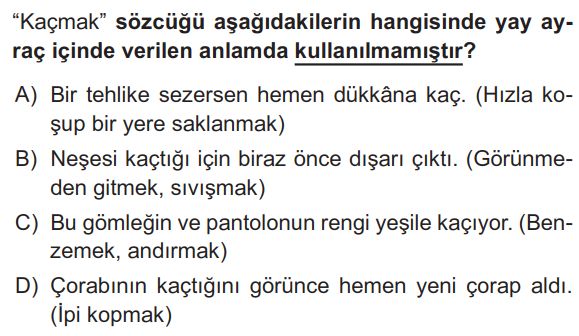 “Kaçmak” sözcüğü aşağıdakilerin hangisinde yay ay-
raç içinde verilen anlamda kullanılmamıştır?
A) Bir tehlike sezersen hemen dükkâna kaç. (Hızla ko-
şup bir yere saklanmak)
B) Neşesi kaçtığı için biraz önce dışarı çıktı. (Görünme-
den gitmek, sıvışmak)
C) Bu gömleğin ve pantolonun rengi yeşile kaçıyor. (Ben-
zemek, andırmak)
D) Çorabının kaçtığını görünce hemen yeni çorap aldı.
(İpi kopmak)